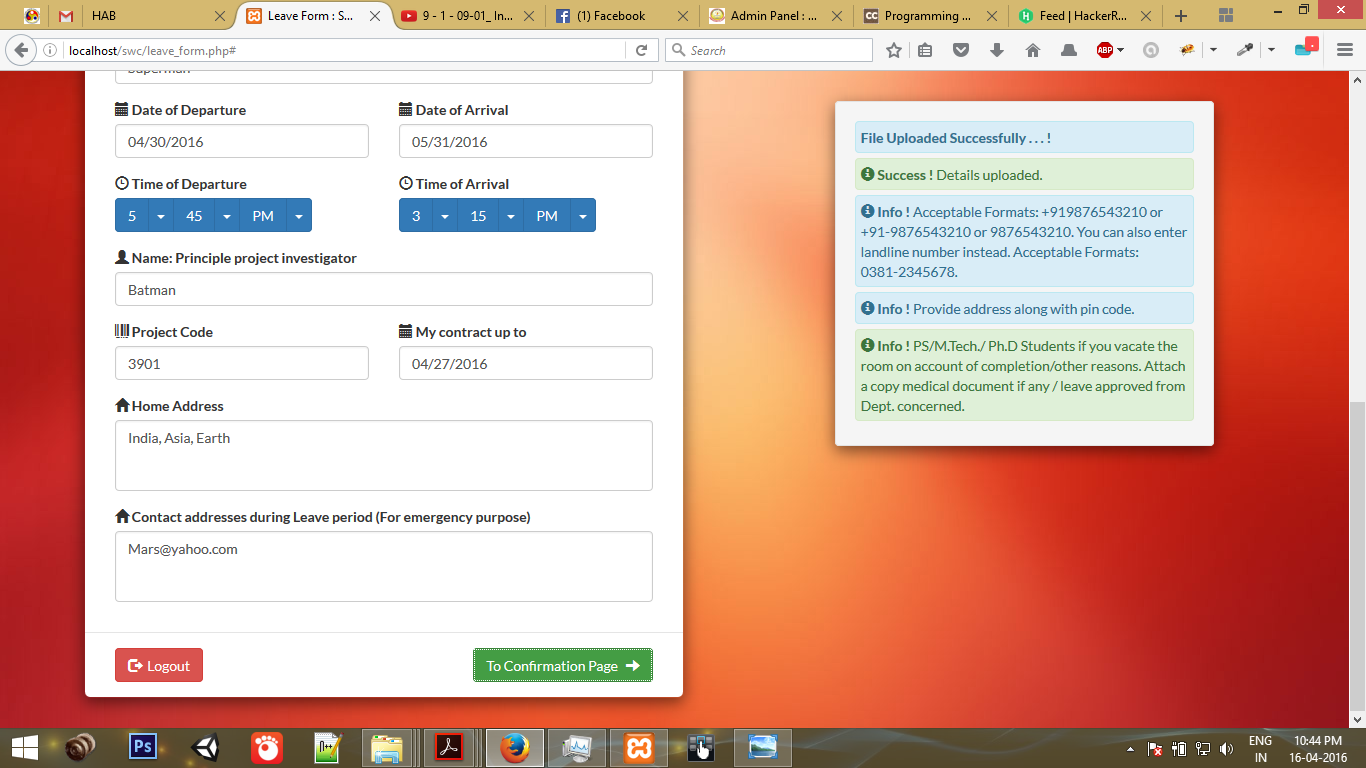 HAB
Leave Form : S...
9 - 1 - 09-01_ In...
(1) Facebook
Admin Panel : ...
Programming ...
Feed | HackerR...
localhost/swc/leave_form.php#
Search
ABP
Superman
Date of Departure
Date of Arrival
04/30/2016
05/31/2016
Time of Departure
Time of Arrival
5 45 PM
3 15 PM
Name: Principle project investigator
Batman
Project Code
My contract up to
3901
04/27/2016
Home Address
India, Asia, Earth
Contact addresses during Leave period (For emergency purpose)
Mars@yahoo.com
Logout
To Confirmation Page
File Uploaded Successfully . . . !
Success ! Details uploaded.
Info ! Acceptable Formats: +919876543210 or
+91-9876543210 or 9876543210. You can also enter
landline number instead. Acceptable Formats:
0381-2345678.
Info ! Provide address along with pin code.
Info ! PS/M.Tech./ Ph.D Students if you vacate the
room on account of completion/other reasons. Attach
a copy medical document if any / leave approved from
Dept. concerned.
Ps
ENG
IN
10:44 PM
16-04-2016